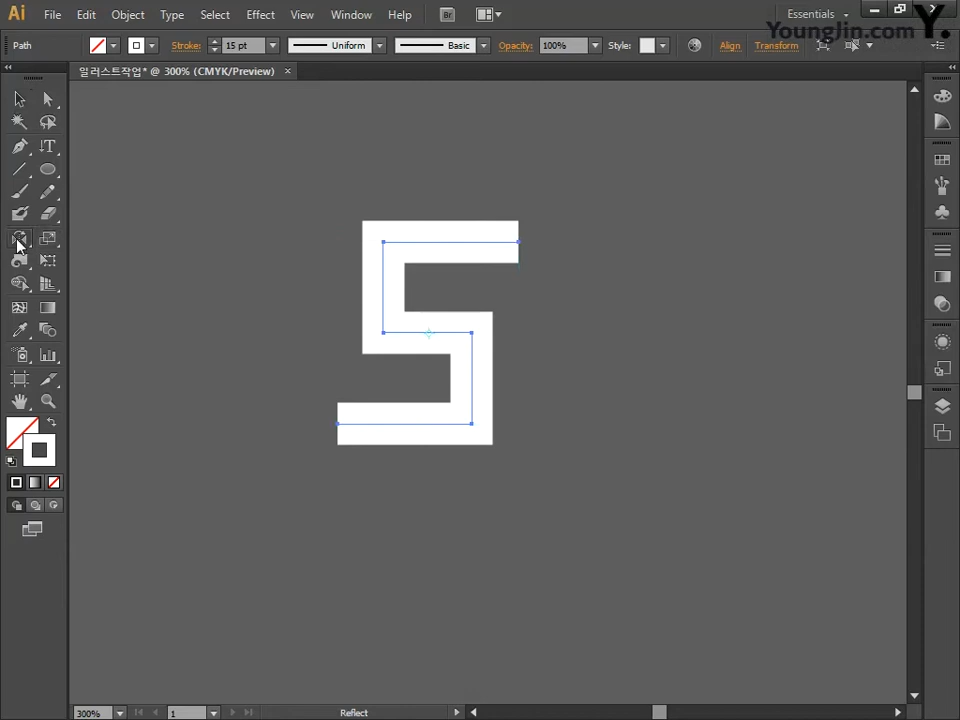 Ai File Edit Object Type Select Effect View Window Help Br Essentials
YoungJin.com Y.
Path Stroke: 15 pt Uniform Basic Opacity: 100% Style: Align Transform
일러스트작업* @ 300% (CMYK/Preview) ×
T
300% 1 Reflect